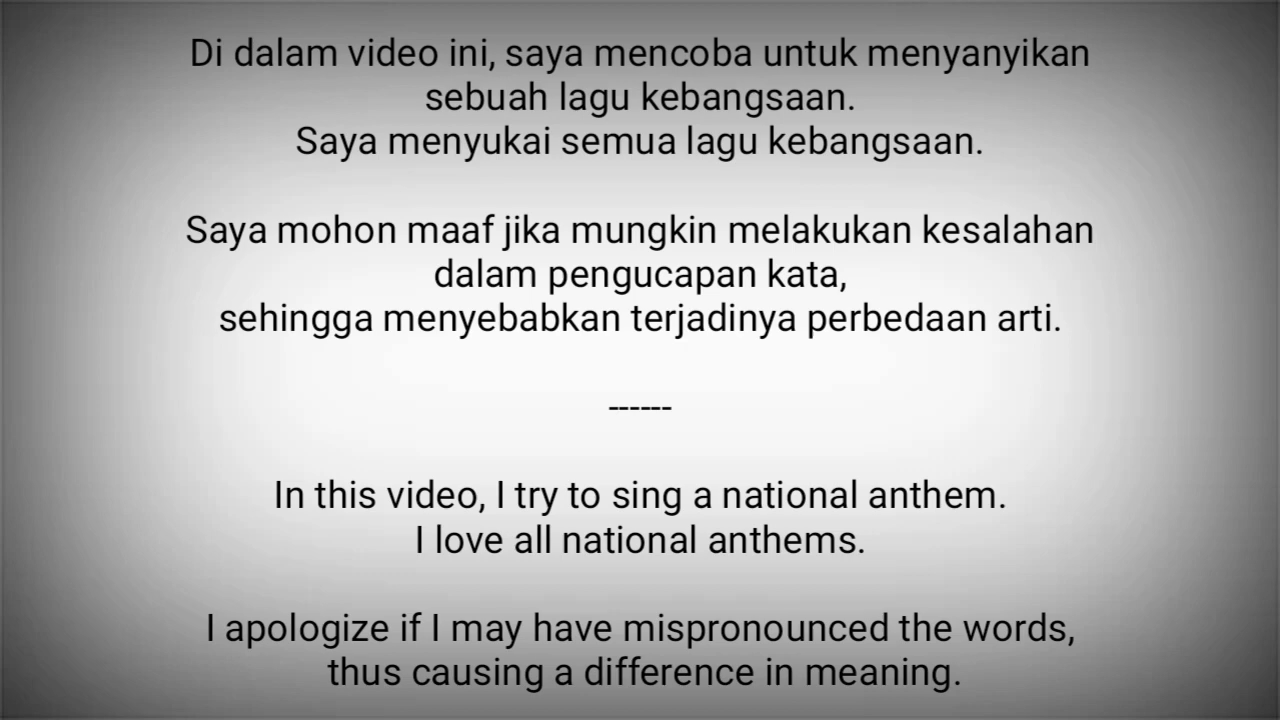 Di dalam video ini, saya mencoba untuk menyanyikan
sebuah lagu kebangsaan.
Saya menyukai semua lagu kebangsaan.
Saya mohon maaf jika mungkin melakukan kesalahan
dalam pengucapan kata,
sehingga menyebabkan terjadinya perbedaan arti.
------
In this video, I try to sing a national anthem.
I love all national anthems.
I apologize if I may have mispronounced the words,
thus causing a difference in meaning.